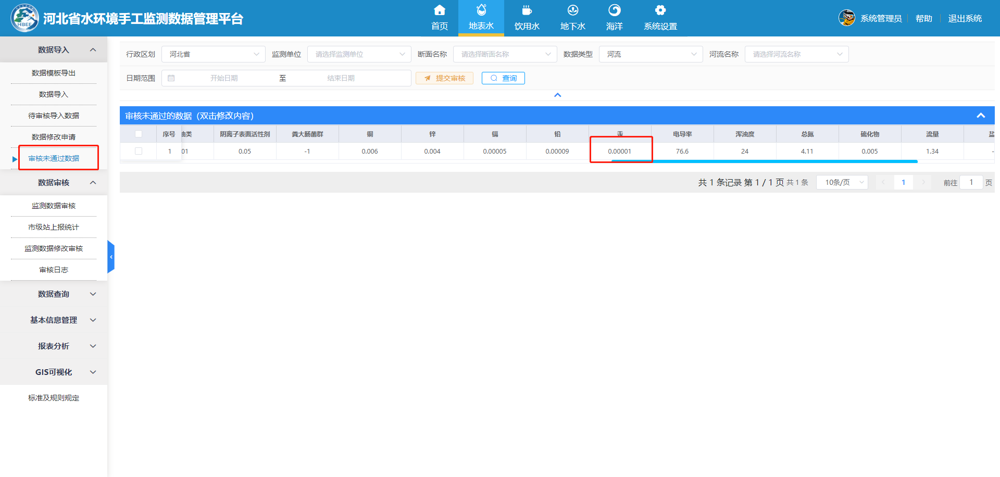 河北省水环境手工监测数据管理平台
HBEE
首页 地表水 饮用水 地下水 海洋 系统设置
系统管理员 帮助 退出系统
数据导入
数据模板导出
数据导入
待审核导入数据
数据修改申请
审核未通过数据
数据审核
监测数据审核
市级站上报统计
监测数据修改审核
审核日志
数据查询
基本信息管理
报表分析
GIS可视化
标准及规则规定
行政区划 河北省 监测单位 请选择监测单位 断面名称 请选择断面名称 数据类型 河流 河流名称 请选择河流名称
日期范围 开始日期 至 结束日期 提交审核 查询
审核未通过的数据（双击修改内容）
序号 油类 阴离子表面活性剂 粪大肠菌群 铜 锌 镉 铅 汞 电导率 浑浊度 总氮 硫化物 流量 盐
1 01 0.05 -1 0.006 0.004 0.00005 0.00009 0.00001 76.6 24 4.11 0.005 1.34 -
共 1 条记录 第 1 / 1 页 共 1 条 10条/页 1 前往 1 页